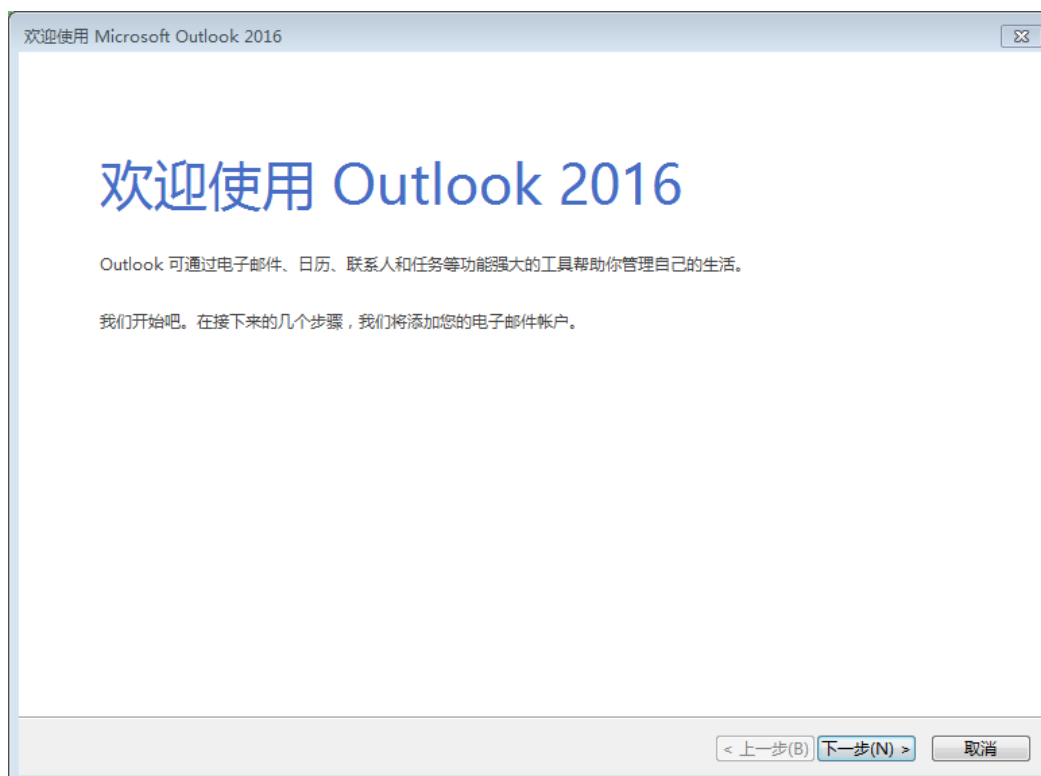 欢迎使用 Microsoft Outlook 2016
欢迎使用 Outlook 2016
Outlook 可通过电子邮件、日历、联系人和任务等功能强大的工具帮助你管理自己的生活。
我们开始吧。在接下来的几个步骤，我们将添加您的电子邮件帐户。
< 上一步(B) 下一步(N) > 取消